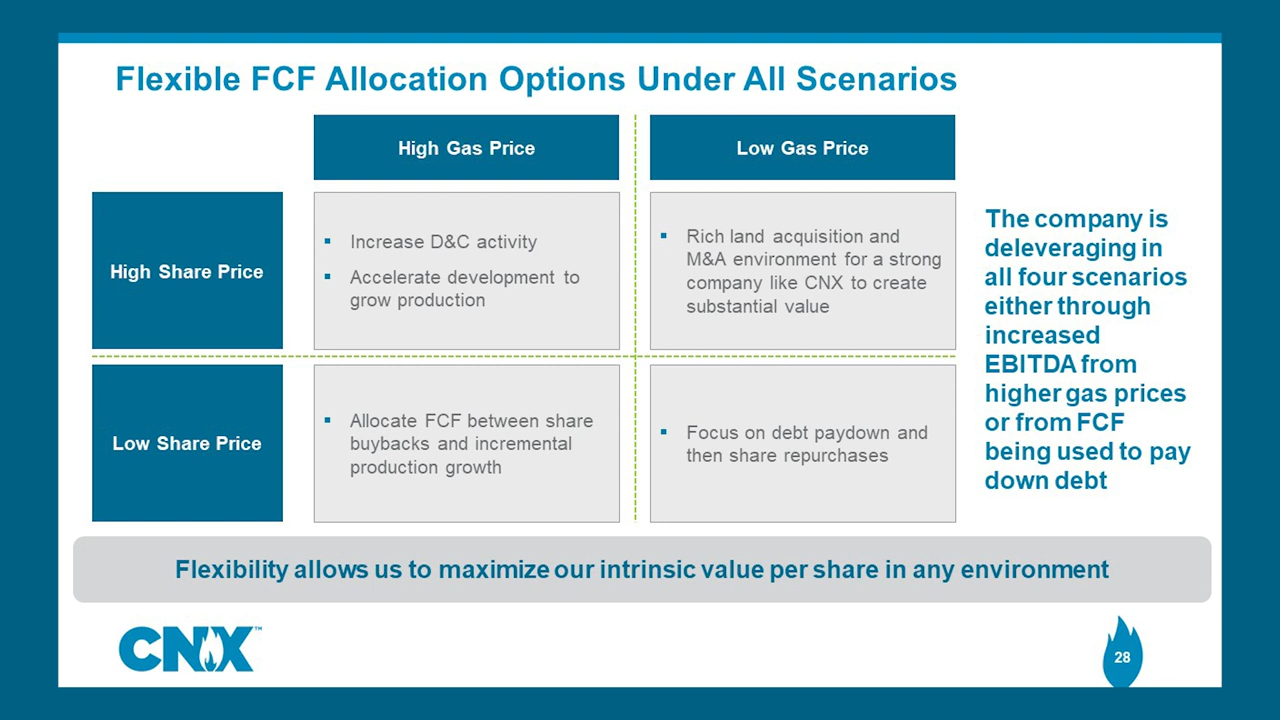 Flexible FCF Allocation Options Under All Scenarios
High Gas Price
Low Gas Price
High Share Price
▪ Increase D&C activity
▪ Accelerate development to
grow production
▪ Rich land acquisition and
M&A environment for a strong
company like CNX to create
substantial value
Low Share Price
▪ Allocate FCF between share
buybacks and incremental
production growth
▪ Focus on debt paydown and
then share repurchases
The company is
deleveraging in
all four scenarios
either through
increased
EBITDA from
higher gas prices
or from FCF
being used to pay
down debt
Flexibility allows us to maximize our intrinsic value per share in any environment
CNX™
28